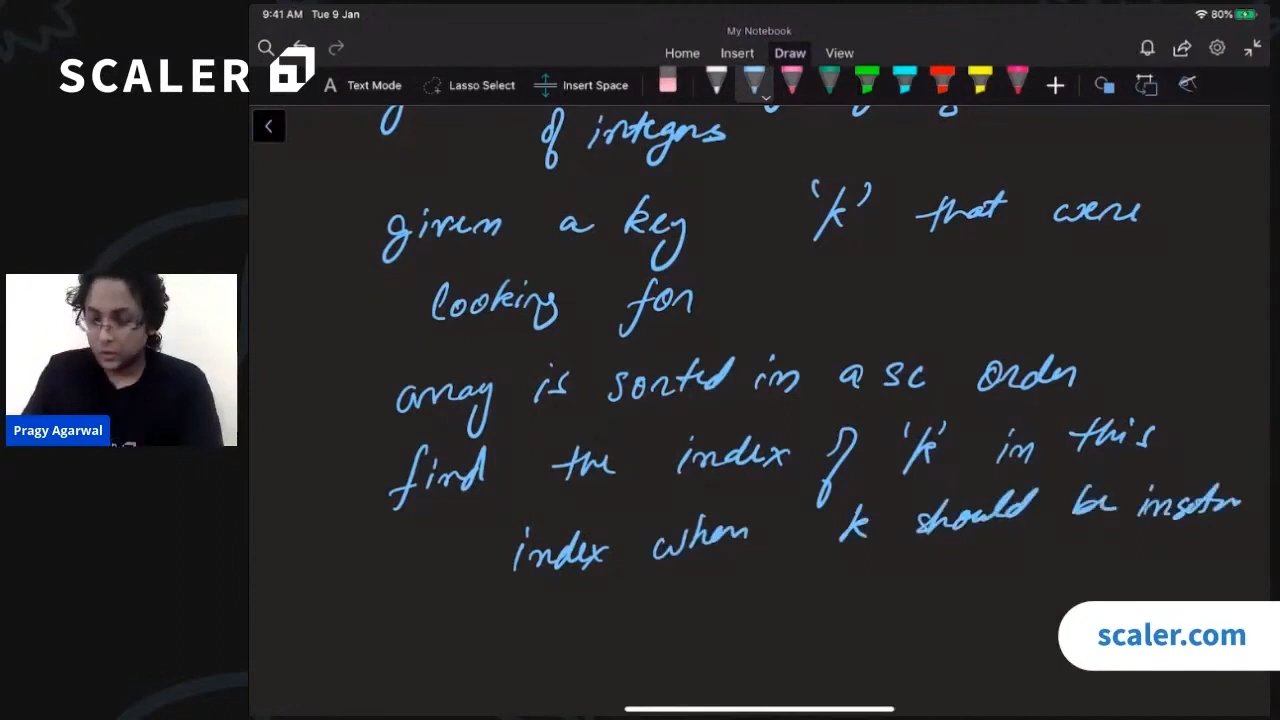 9:41 AM Tue 9 Jan
80%
My Notebook
Home Insert Draw View
SCALER
Text Mode Lasso Select Insert Space
of integers
given a key 'k' that were
looking for
array is sorted in asc order
find the index of 'k' in this
index when k should be
Pragy Agarwal
scaler.com